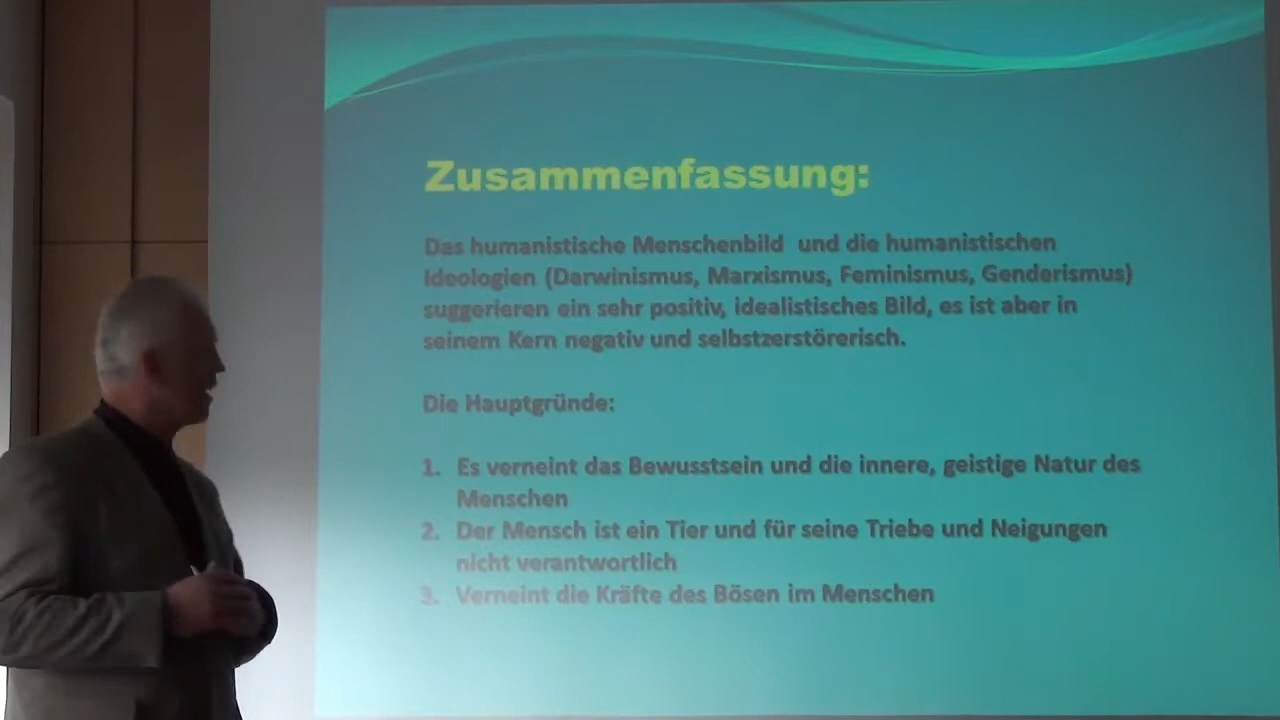 Zusammenfassung:
Das humanistische Menschenbild und die humanistischen
Ideologien (Darwinismus, Marxismus, Feminismus, Genderismus)
suggerieren ein sehr positiv, idealistisches Bild, es ist aber in
seinem Kern negativ und selbstzerstörerisch.
Die Hauptgründe:
1. Es verneint das Bewusstsein und die innere, geistige Natur des
Menschen
2. Der Mensch ist ein Tier und für seine Triebe und Neigungen
nicht verantwortlich
3. Verneint die Kräfte des Bösen im Menschen